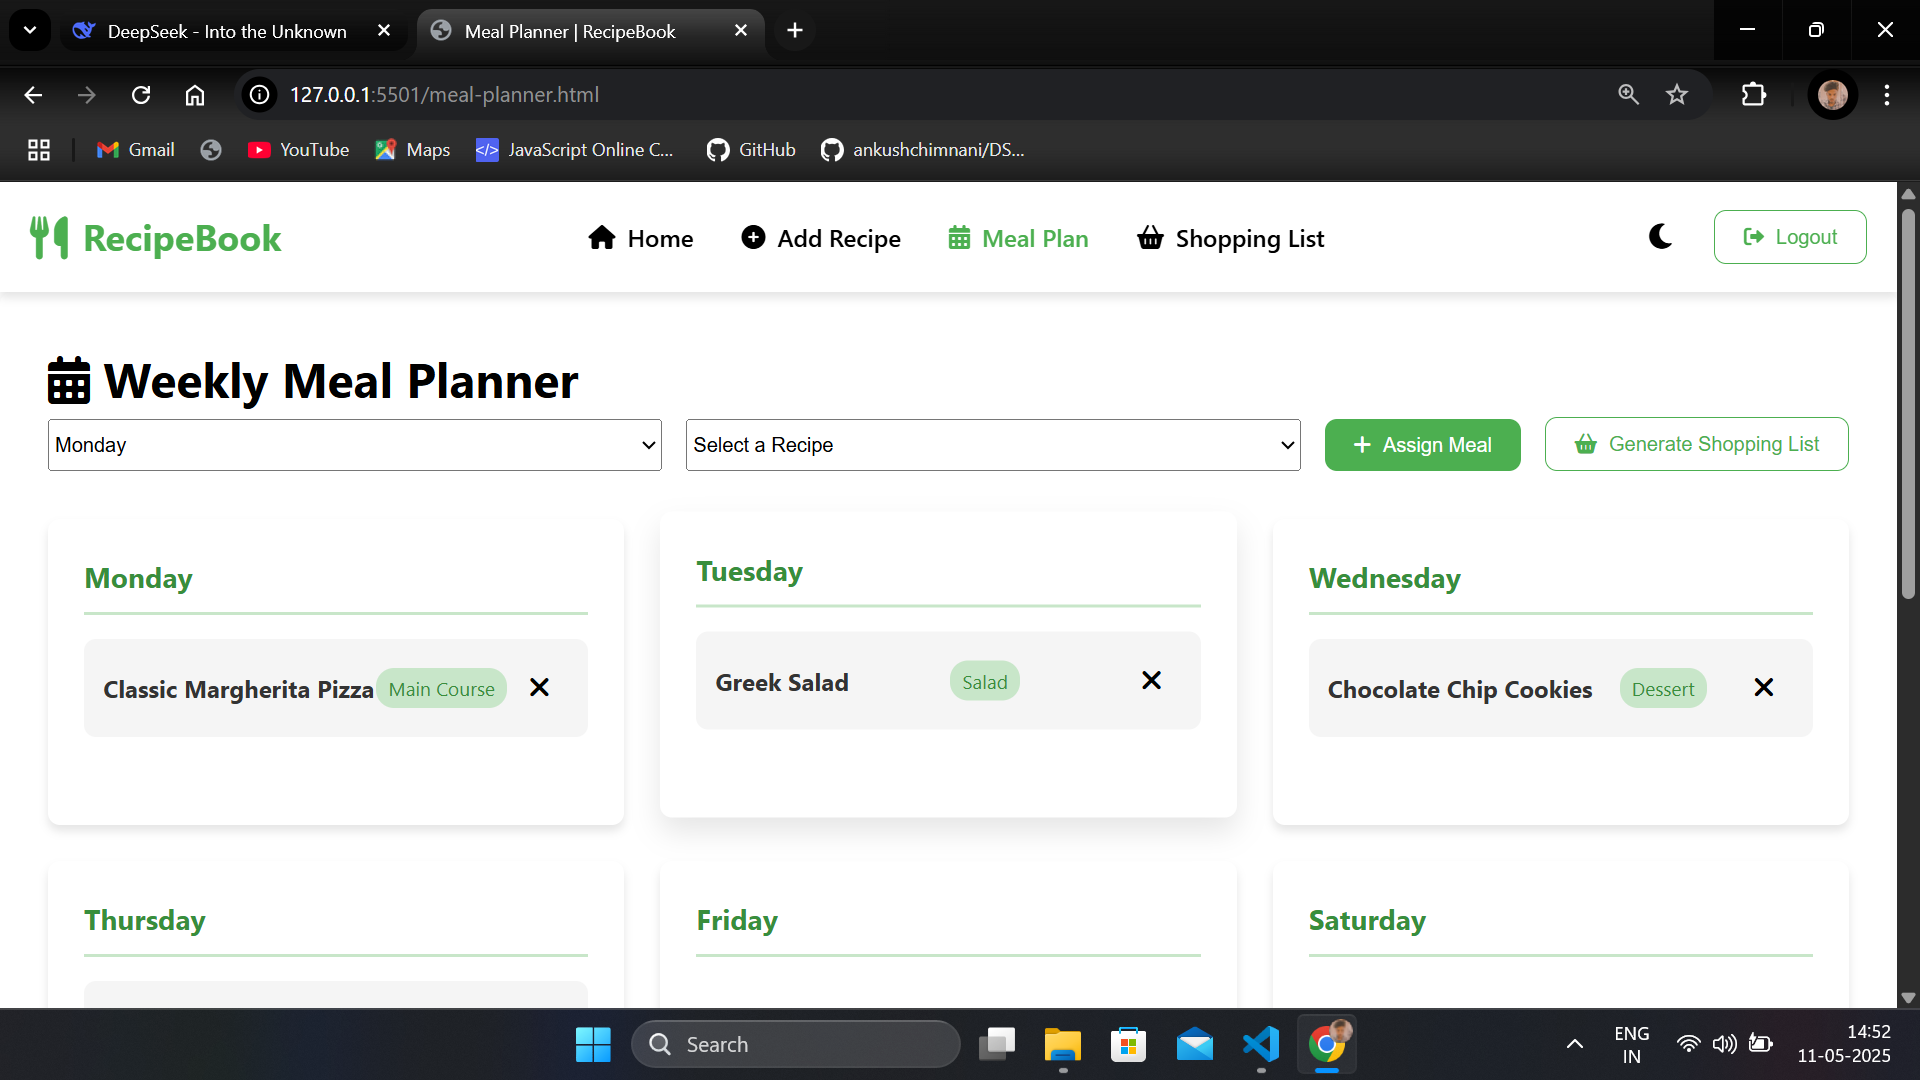 DeepSeek - Into the Unknown
Meal Planner | RecipeBook
127.0.0.1:5501/meal-planner.html
Gmail
YouTube
Maps
JavaScript Online C...
GitHub
ankushchimnani/DS...
RecipeBook
Home
Add Recipe
Meal Plan
Shopping List
Logout
Weekly Meal Planner
Monday
Select a Recipe
Assign Meal
Generate Shopping List
Monday
Classic Margherita Pizza
Main Course
Tuesday
Greek Salad
Salad
Wednesday
Chocolate Chip Cookies
Dessert
Thursday
Friday
Saturday
Search
ENG
IN
14:52
11-05-2025